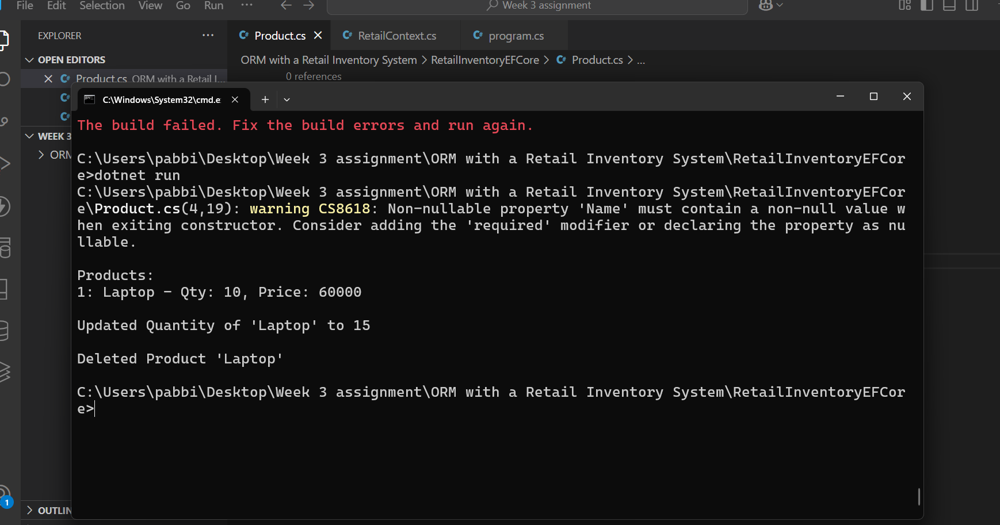 File Edit Selection View Go Run ··· Week 3 assignment
EXPLORER ···
Product.cs RetailContext.cs program.cs
OPEN EDITORS
ORM with a Retail Inventory System > RetailInventoryEFCore > Product.cs > ...
Product.cs ORM with a Retail I...
0 references
C:\Windows\System32\cmd.e
WEEK 3
ORM
The build failed. Fix the build errors and run again.
C:\Users\pabbi\Desktop\Week 3 assignment\ORM with a Retail Inventory System\RetailInventoryEFCor
e>dotnet run
C:\Users\pabbi\Desktop\Week 3 assignment\ORM with a Retail Inventory System\RetailInventoryEFCor
e\Product.cs(4,19): warning CS8618: Non-nullable property 'Name' must contain a non-null value w
hen exiting constructor. Consider adding the 'required' modifier or declaring the property as nu
llable.
Products:
1: Laptop - Qty: 10, Price: 60000
Updated Quantity of 'Laptop' to 15
Deleted Product 'Laptop'
C:\Users\pabbi\Desktop\Week 3 assignment\ORM with a Retail Inventory System\RetailInventoryEFCor
e>
1
OUTLIN